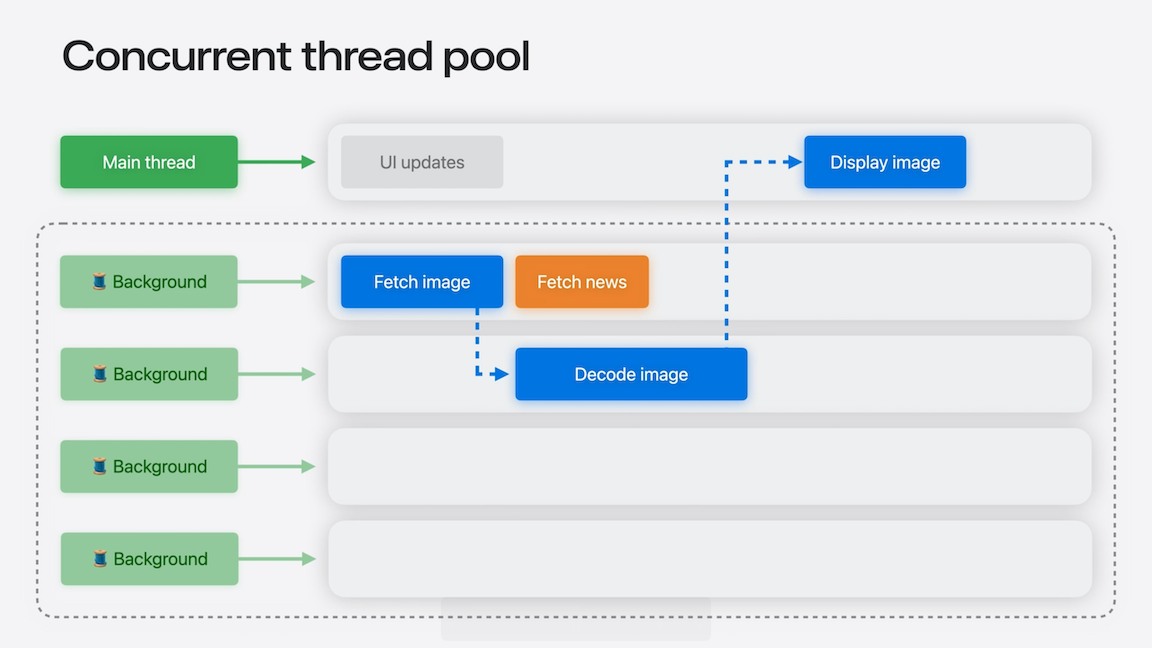 Concurrent thread pool
Main thread
UI updates
Display image
Background
Fetch image
Fetch news
Background
Decode image
Background
Background